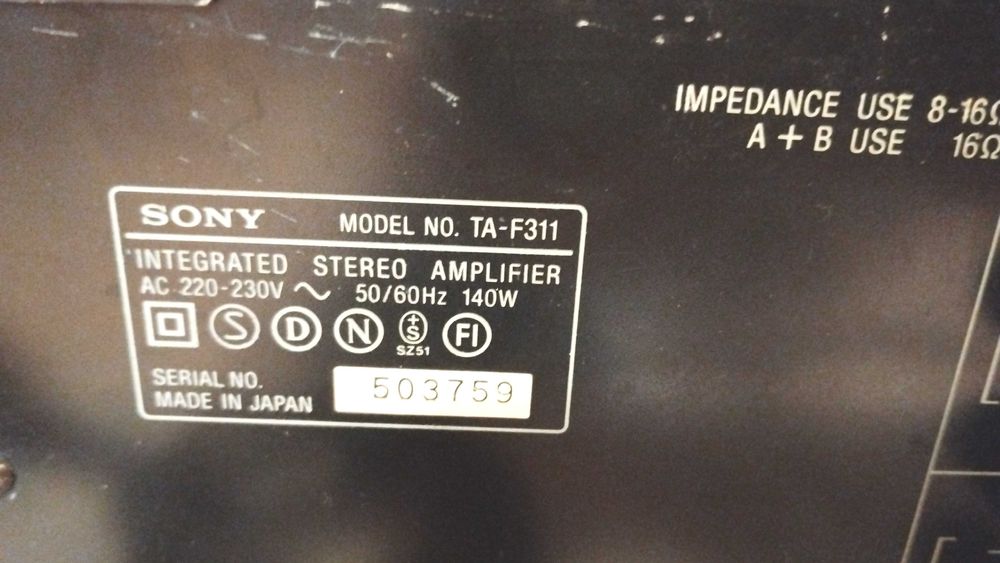 IMPEDANCE USE 8-16Ω
A + B USE 16Ω
SONY MODEL NO. TA-F311
INTEGRATED STEREO AMPLIFIER
AC 220-230V ~ 50/60Hz 140W
S D N +S FI
SZ51
SERIAL NO. 503759
MADE IN JAPAN